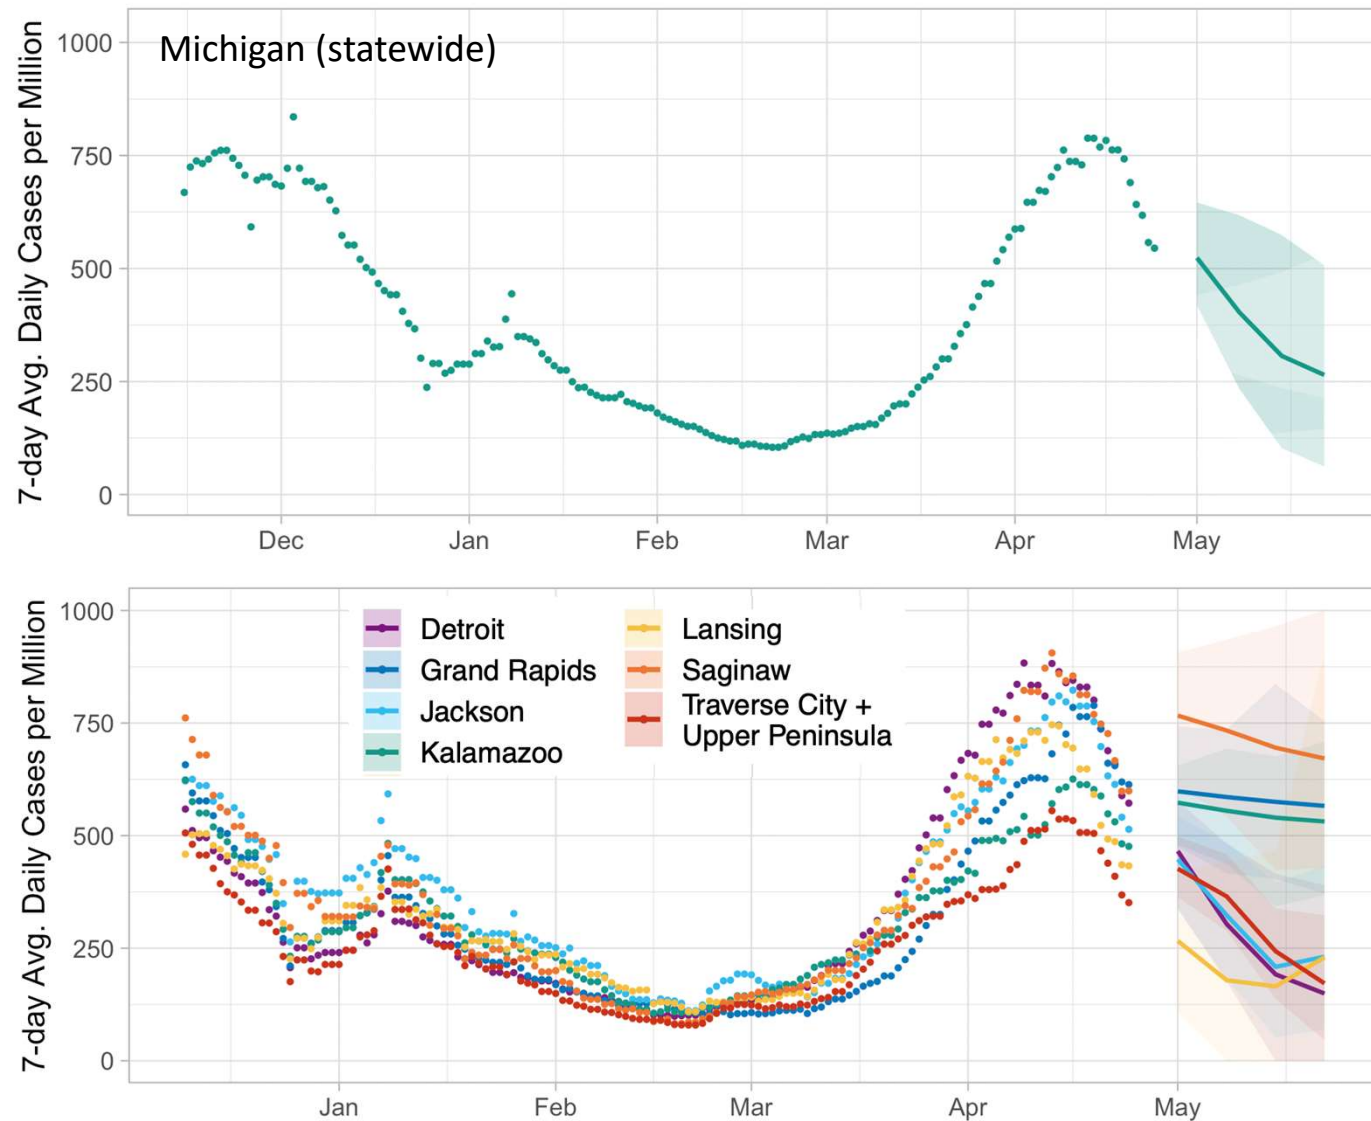 7-day Avg. Daily Cases per Million
Michigan (statewide)
1000
750
500
250
0
Dec Jan Feb Mar Apr May
7-day Avg. Daily Cases per Million
1000
750
500
250
0
Detroit
Grand Rapids
Jackson
Kalamazoo
Lansing
Saginaw
Traverse City +
Upper Peninsula
Jan Feb Mar Apr May